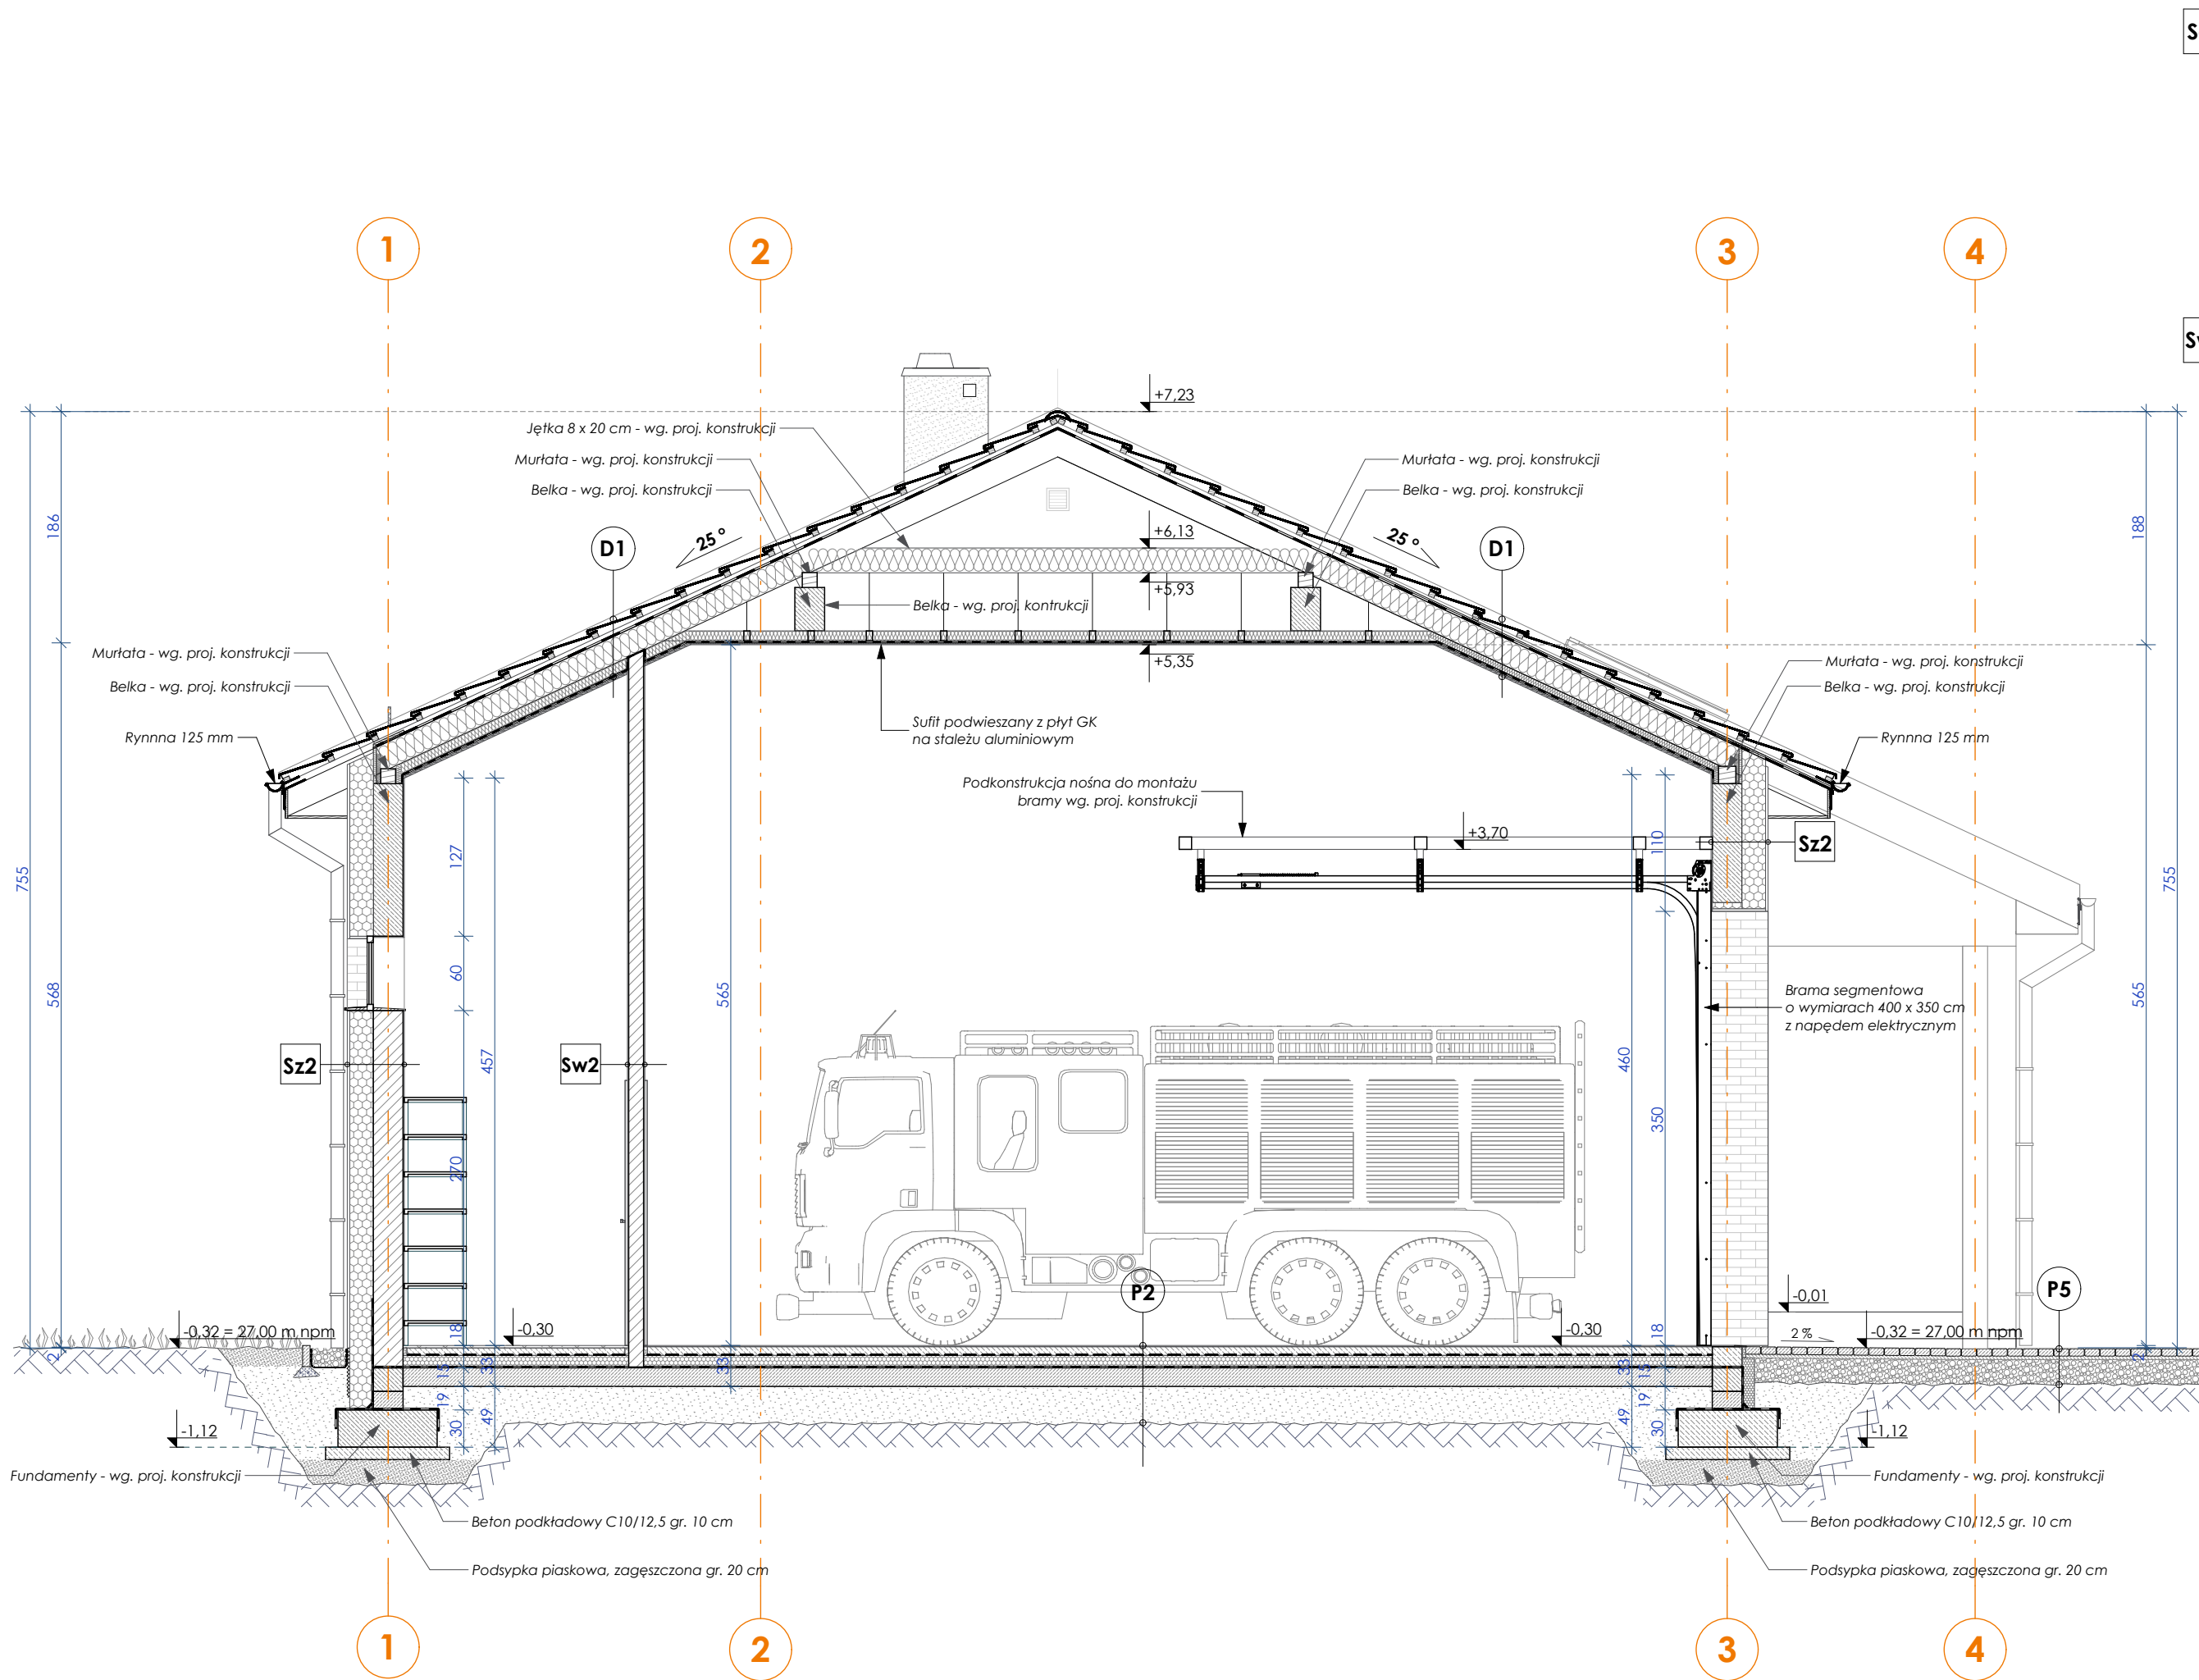 S
1
2
3
4
Sw
+7,23
Jętka 8 x 20 cm - wg. proj. konstrukcji
Murłata - wg. proj. konstrukcji
Belka - wg. proj. konstrukcji
Murłata - wg. proj. konstrukcji
Belka - wg. proj. konstrukcji
186
188
D1
25 °
+6,13
25 °
D1
+5,93
Belka - wg. proj. kontrukcji
Murłata - wg. proj. konstrukcji
Belka - wg. proj. konstrukcji
+5,35
Murłata - wg. proj. konstrukcji
Belka - wg. proj. konstrukcji
Sufit podwieszany z płyt GK
na stależu aluminiowym
Rynnna 125 mm
Rynnna 125 mm
Podkonstrukcja nośna do montażu
bramy wg. proj. konstrukcji
+3,70
Sz2
755
127
110
755
568
60
565
565
Brama segmentowa
o wymiarach 400 x 350 cm
z napędem elektrycznym
Sz2
457
Sw2
460
350
270
P2
-0,01
P5
-0,32 = 27,00 m npm
18
-0,30
-0,30
18
2 %
-0,32 = 27,00 m npm
2
15
33
33
33
15
2
19
49
30
49
19
30
-1,12
-1,12
Fundamenty - wg. proj. konstrukcji
Fundamenty - wg. proj. konstrukcji
Beton podkładowy C10/12,5 gr. 10 cm
Beton podkładowy C10/12,5 gr. 10 cm
Podsypka piaskowa, zagęszczona gr. 20 cm
Podsypka piaskowa, zagęszczona gr. 20 cm
1
2
3
4